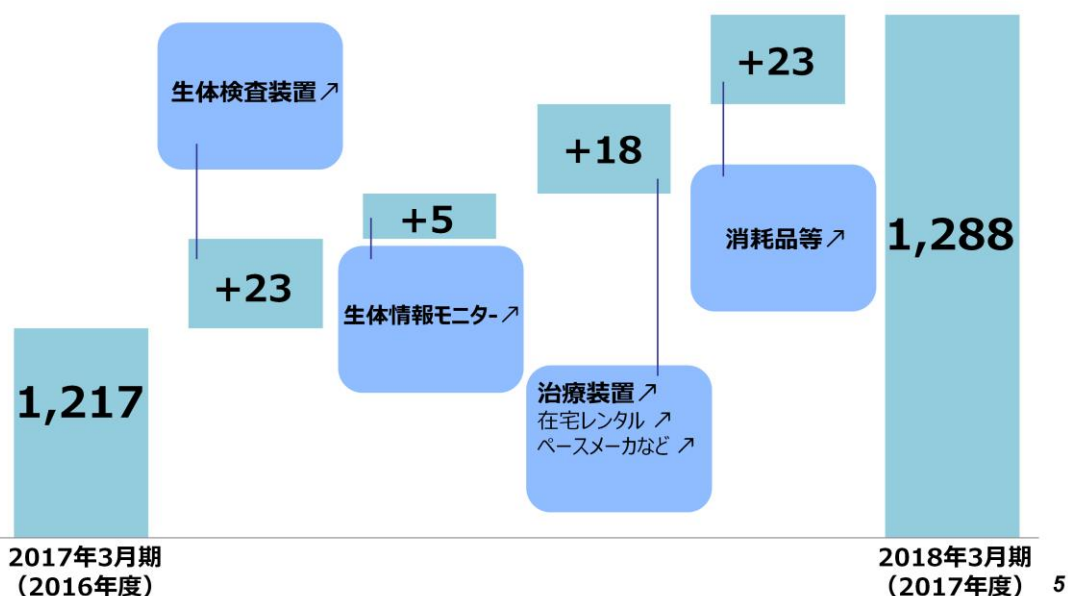 生体検査装置↗
+23
+5
生体情報モニター↗
+18
治療装置↗
在宅レンタル ↗
ペースメーカなど ↗
+23
消耗品等↗
1,217
1,288
2017年3月期
（2016年度）
2018年3月期
（2017年度）
5